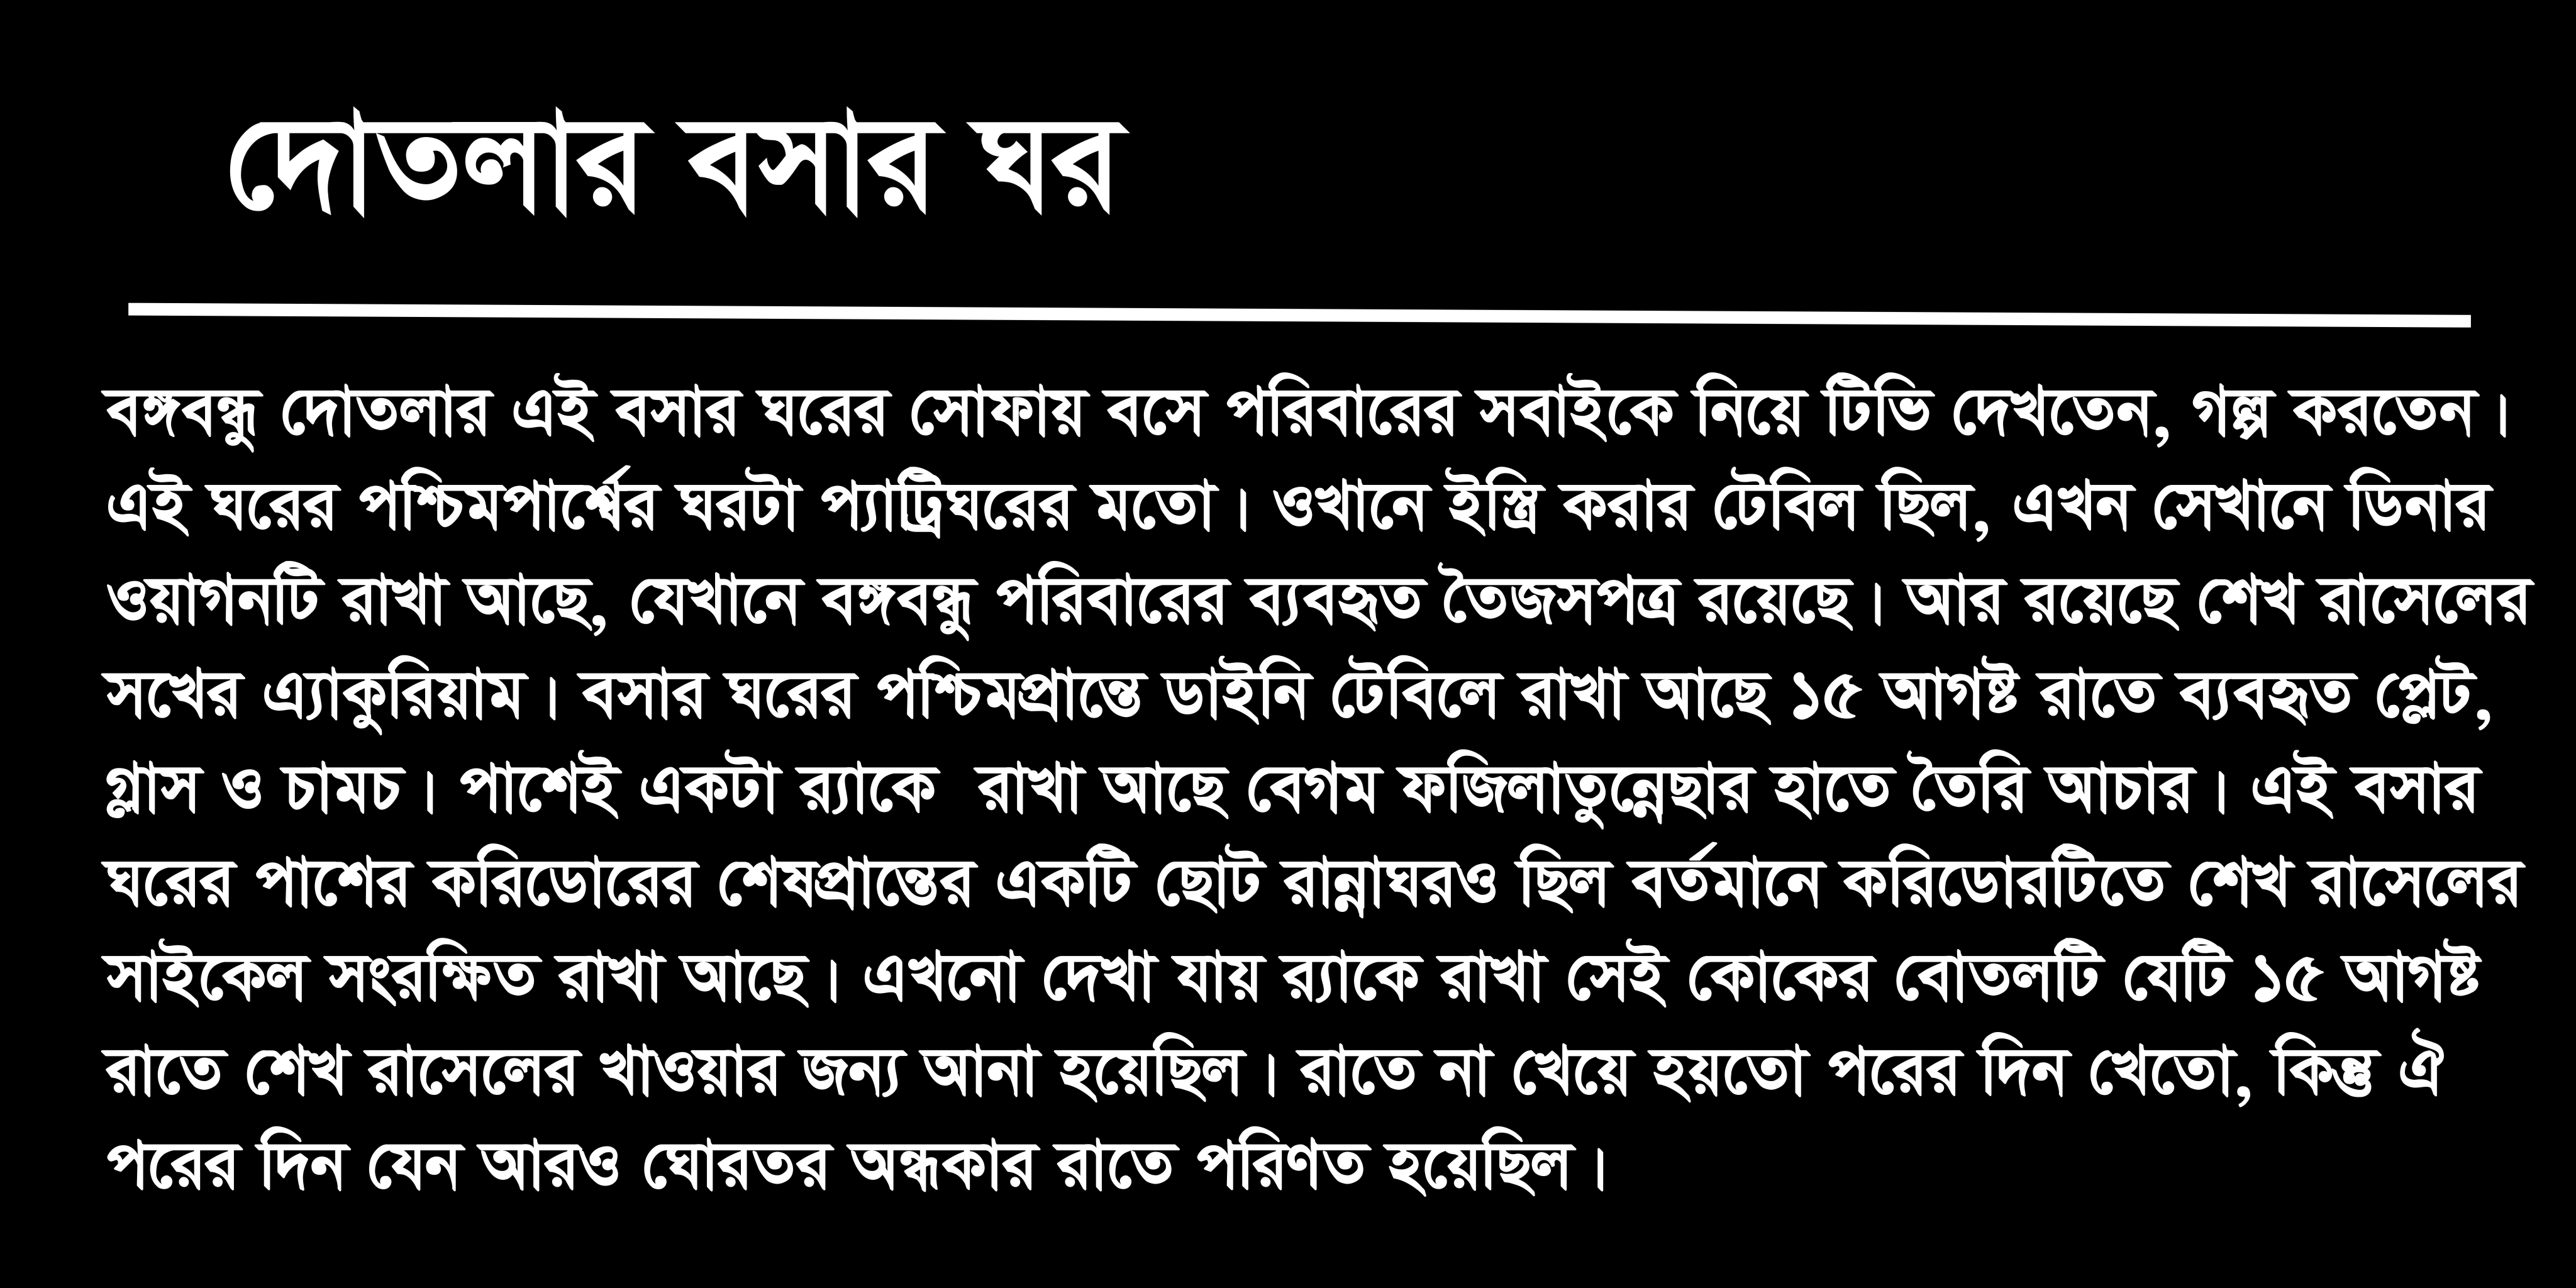 দোতলার বসার ঘর
বঙ্গবন্ধু দোতলার এই বসার ঘরের সোফায় বসে পরিবারের সবাইকে নিয়ে টিভি দেখতেন, গল্প করতেন।
এই ঘরের পশ্চিমপার্শ্বের ঘরটা প্যাট্রিঘরের মতো। ওখানে ইস্ত্রি করার টেবিল ছিল, এখন সেখানে ডিনার
ওয়াগনটি রাখা আছে, যেখানে বঙ্গবন্ধু পরিবারের ব্যবহৃত তৈজসপত্র রয়েছে। আর রয়েছে শেখ রাসেলের
সখের এ্যাকুরিয়াম। বসার ঘরের পশ্চিমপ্রান্তে ডাইনি টেবিলে রাখা আছে ১৫ আগষ্ট রাতে ব্যবহৃত প্লেট,
গ্লাস ও চামচ। পাশেই একটা র‍্যাকে রাখা আছে বেগম ফজিলাতুন্নেছার হাতে তৈরি আচার। এই বসার
ঘরের পাশের করিডোরের শেষপ্রান্তের একটি ছোট রান্নাঘরও ছিল বর্তমানে করিডোরটিতে শেখ রাসেলের
সাইকেল সংরক্ষিত রাখা আছে। এখনো দেখা যায় র‍্যাকে রাখা সেই কোকের বোতলটি যেটি ১৫ আগষ্ট
রাতে শেখ রাসেলের খাওয়ার জন্য আনা হয়েছিল। রাতে না খেয়ে হয়তো পরের দিন খেতো, কিন্তু ঐ
পরের দিন যেন আরও ঘোরতর অন্ধকার রাতে পরিণত হয়েছিল।